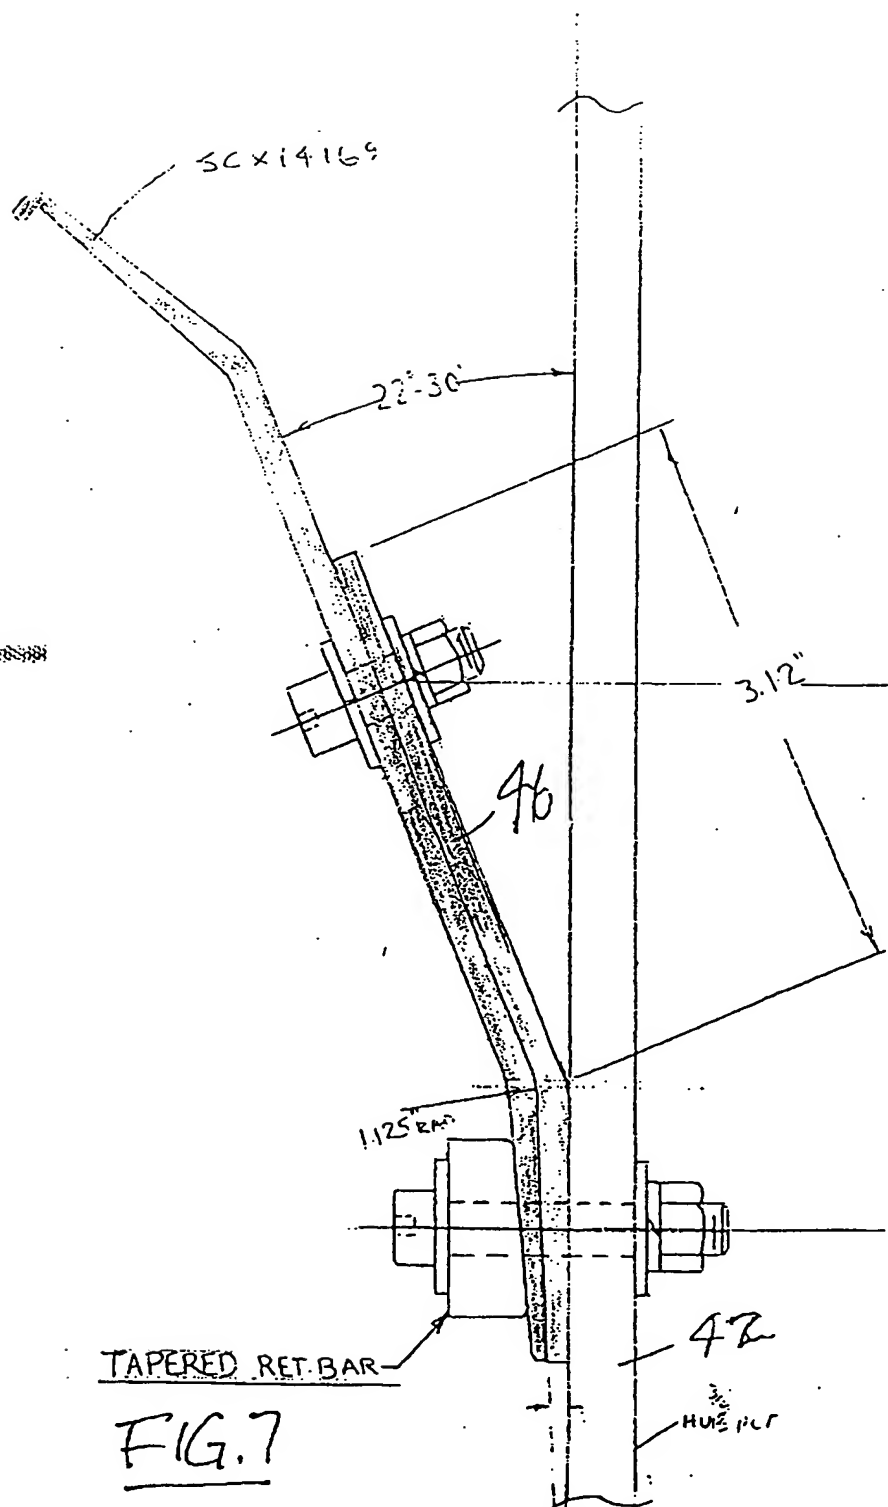 22°-30'
3.12"
46
1.125" RAD
42
TAPERED RET. BAR
FIG.7